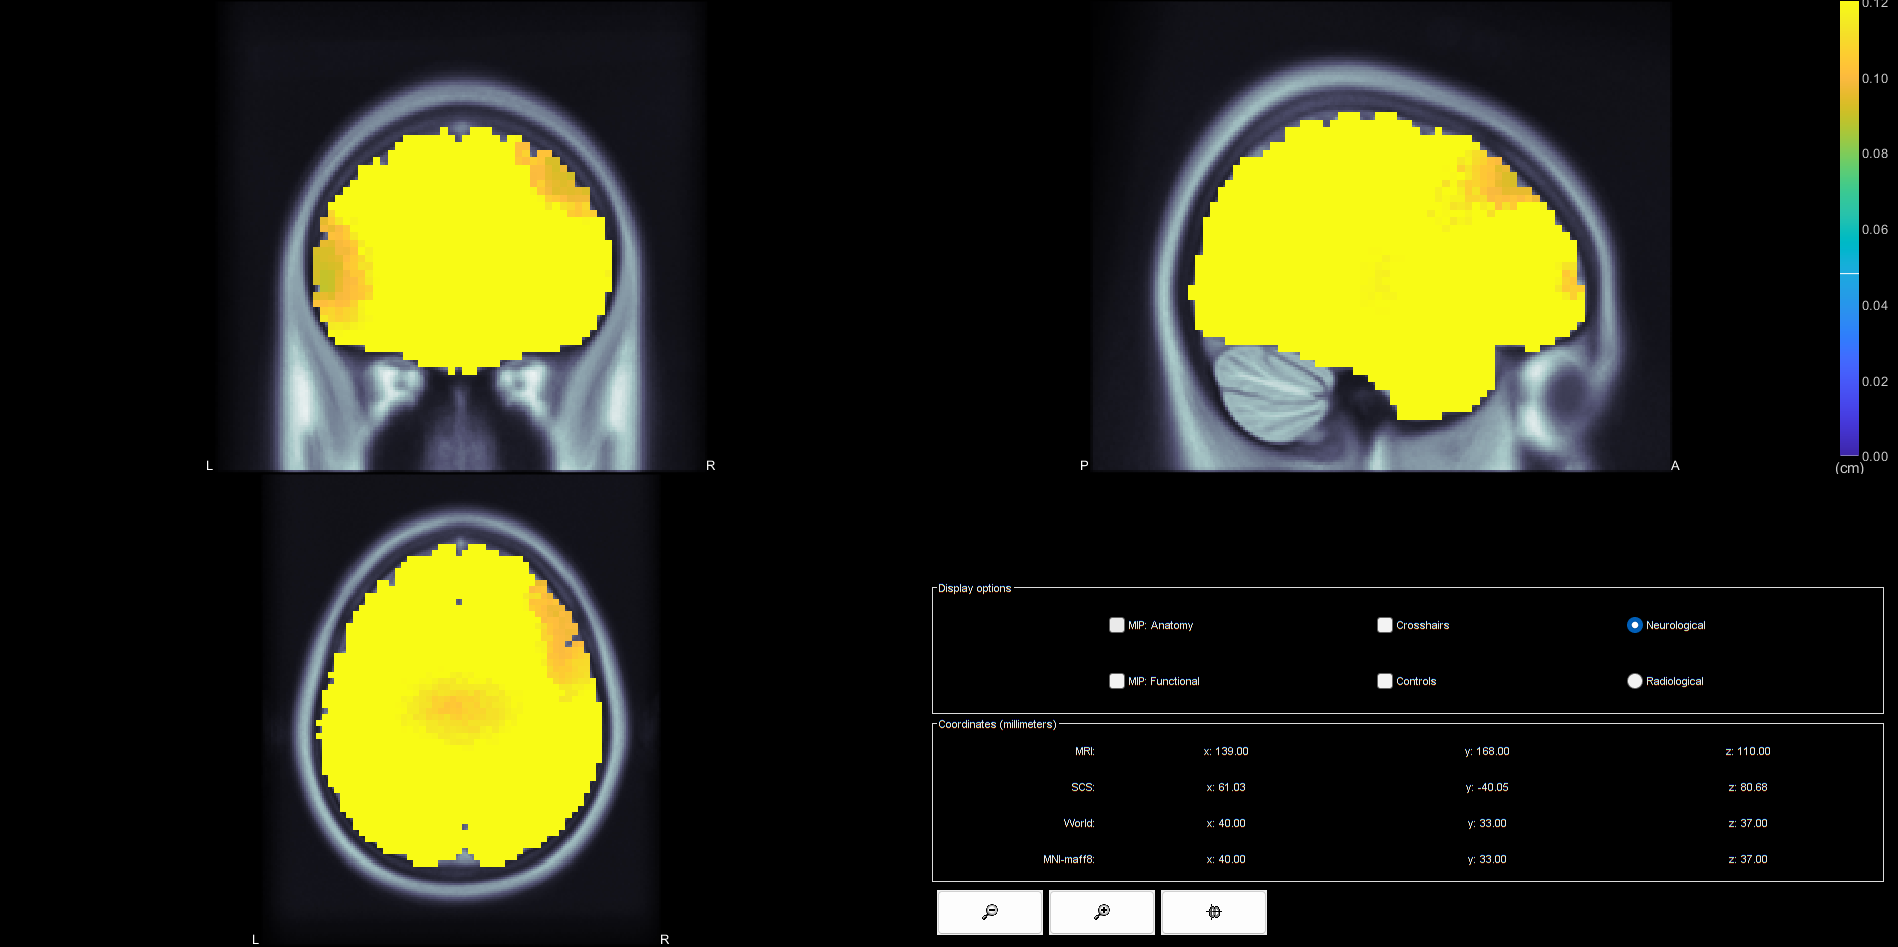 0.12
0.10
0.08
0.06
0.04
0.02
0.00
(cm)
L R
P A
L R
Display options
MIP: Anatomy Crosshairs Neurological
MIP: Functional Controls Radiological
Coordinates (millimeters)
MRI: x: 139.00 y: 168.00 z: 110.00
SCS: x: 61.03 y: -40.05 z: 80.68
World: x: 40.00 y: 33.00 z: 37.00
MNI-maff8: x: 40.00 y: 33.00 z: 37.00